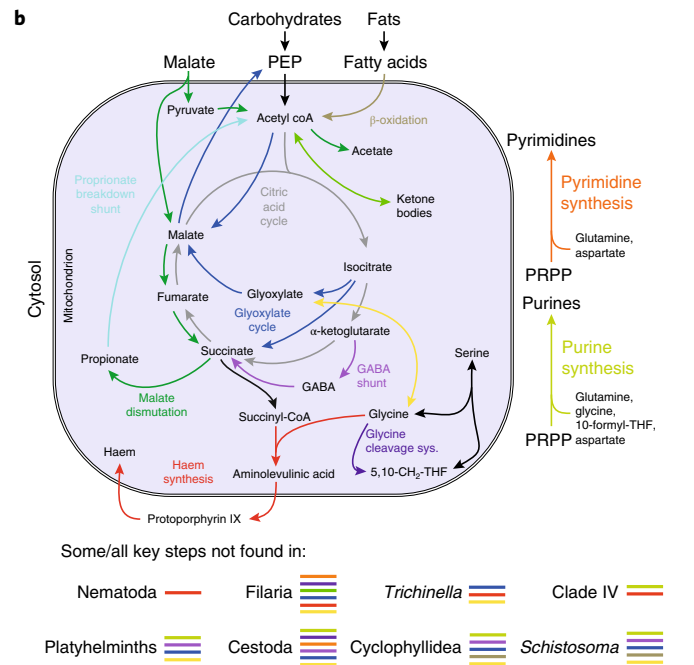 b
Carbohydrates
Fats
Malate
PEP
Fatty acids
Pyruvate
Acetyl coA
β-oxidation
Acetate
Pyrimidines
Proprionate
breakdown
shunt
Citric
acid
cycle
Ketone
bodies
Pyrimidine
synthesis
Malate
Glutamine,
aspartate
Cytosol
Mitochondrion
Isocitrate
PRPP
Fumarate
Glyoxylate
Purines
Glyoxylate
cycle
α-ketoglutarate
Propionate
Succinate
Serine
Purine
synthesis
GABA
shunt
GABA
Malate
dismutation
Succinyl-CoA
Glycine
Glutamine,
glycine,
10-formyl-THF,
aspartate
PRPP
Haem
Glycine
cleavage sys.
Haem
synthesis
Aminolevulinic acid
5,10-CH₂-THF
Protoporphyrin IX
Some/all key steps not found in:
Nematoda
Filaria
Trichinella
Clade IV
Platyhelminths
Cestoda
Cyclophyllidea
Schistosoma